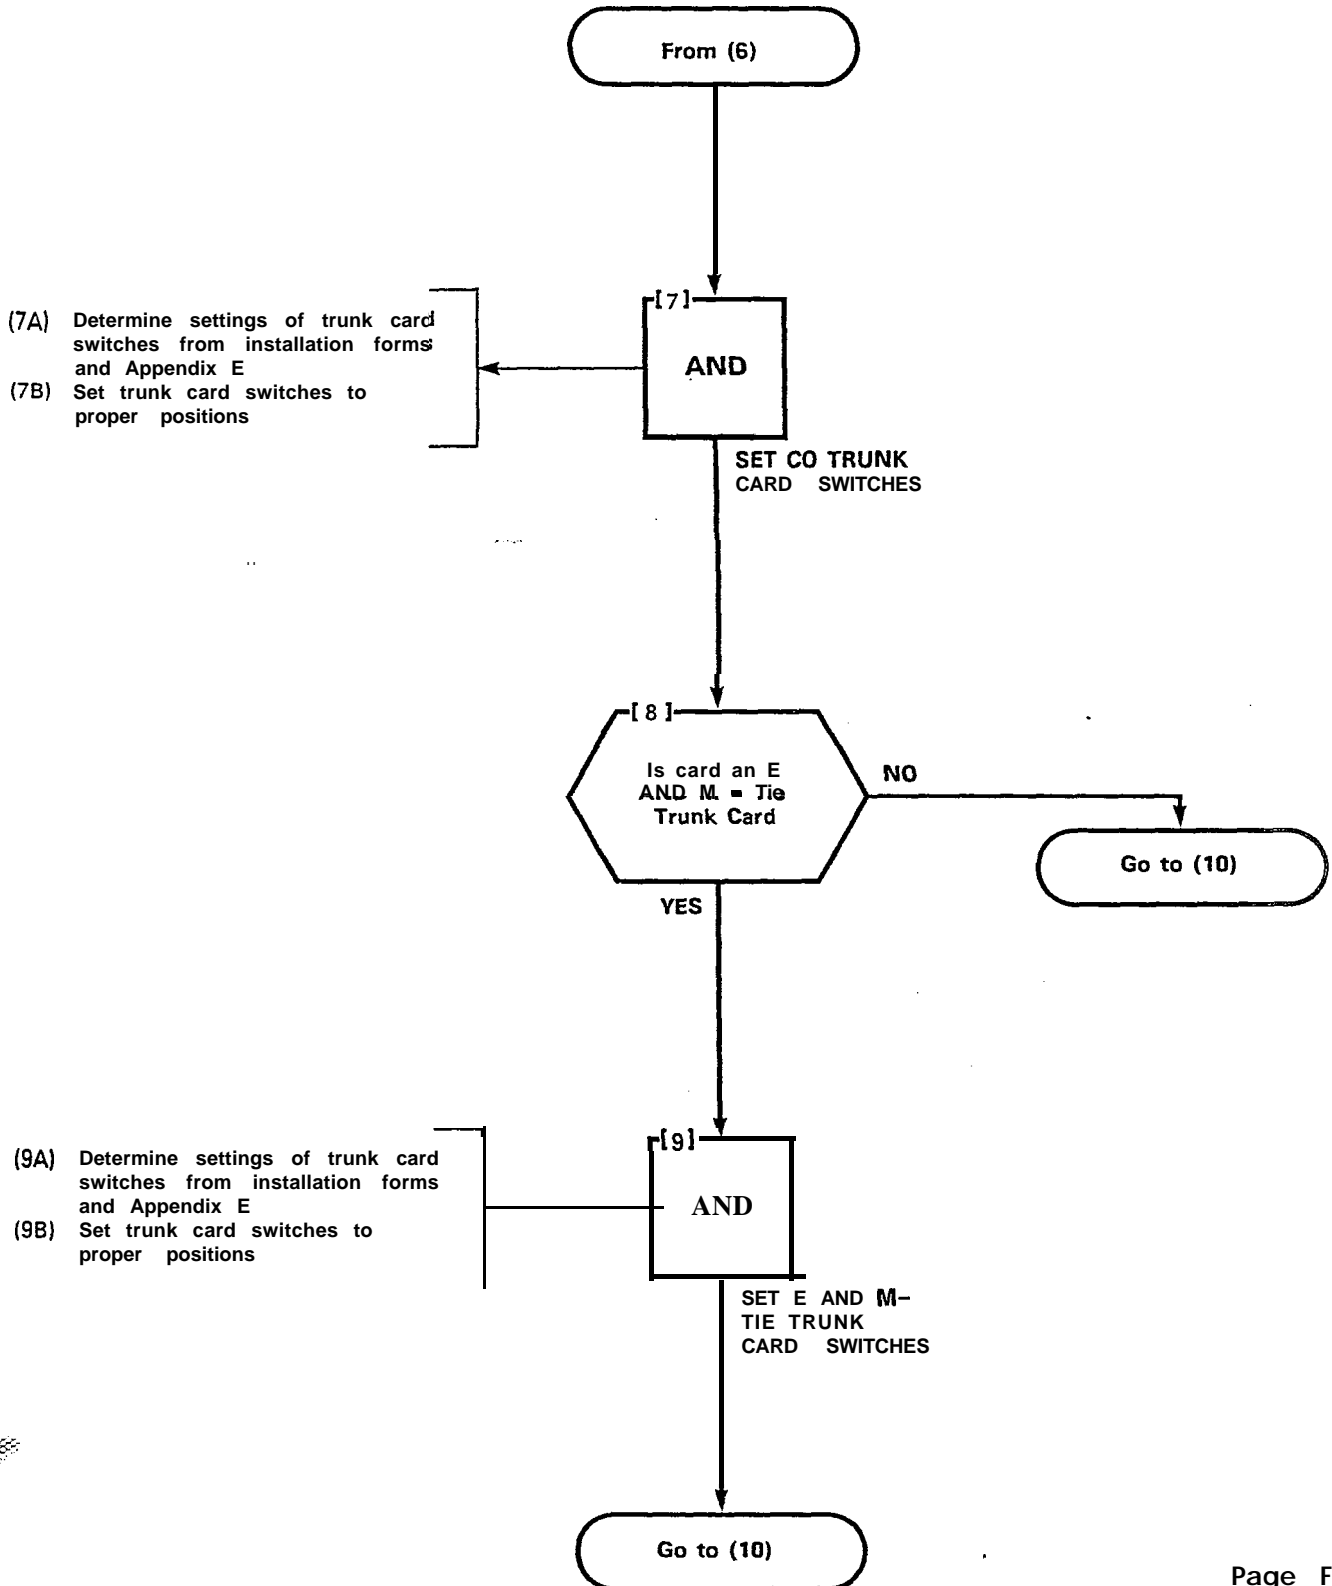 From (6)
[7]
(7A) Determine settings of trunk card
switches from installation forms
and Appendix E
(7B) Set trunk card switches to
proper positions
AND
SET CO TRUNK
CARD SWITCHES
[8]
Is card an E
AND M - Tie
Trunk Card
NO
Go to (10)
YES
[9]
(9A) Determine settings of trunk card
switches from installation forms
and Appendix E
(9B) Set trunk card switches to
proper positions
AND
SET E AND M-
TIE TRUNK
CARD SWITCHES
Go to (10)
Page F